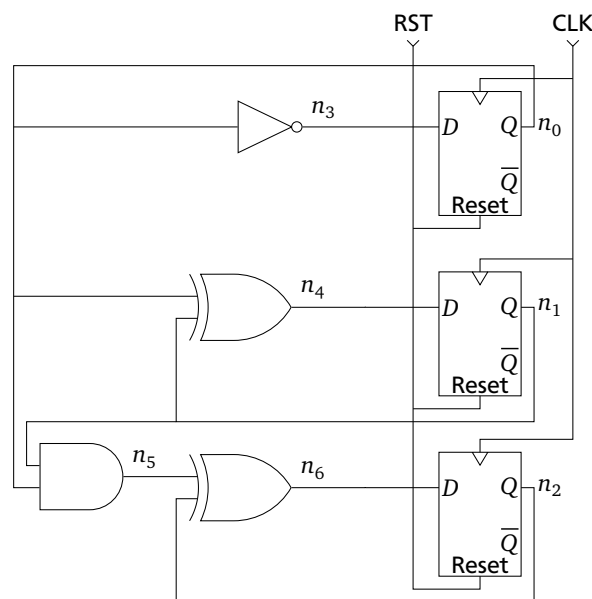 RST CLK
n₃
D Q n₀
Q̅
Reset
n₄
D Q n₁
Q̅
Reset
n₅
n₆
D Q n₂
Q̅
Reset